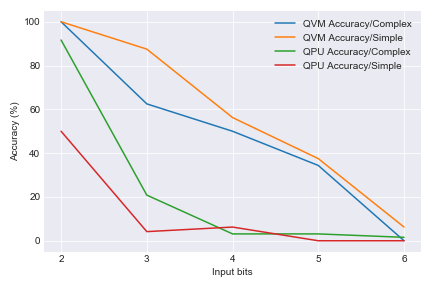 100
80
60
40
20
0
Accuracy (%)
QVM Accuracy/Complex
QVM Accuracy/Simple
QPU Accuracy/Complex
QPU Accuracy/Simple
2 3 4 5 6
Input bits